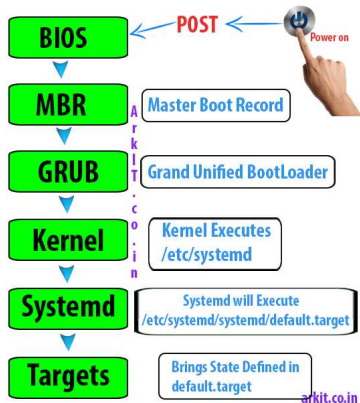 POST
Power on
BIOS
MBR
Master Boot Record
GRUB
Grand Unified BootLoader
Kernel
Kernel Executes
/etc/systemd
Systemd
Systemd will Execute
/etc/systemd/systemd/default.target
Targets
Brings State Defined in
default.target
ArkIT.co.in
arkit.co.in